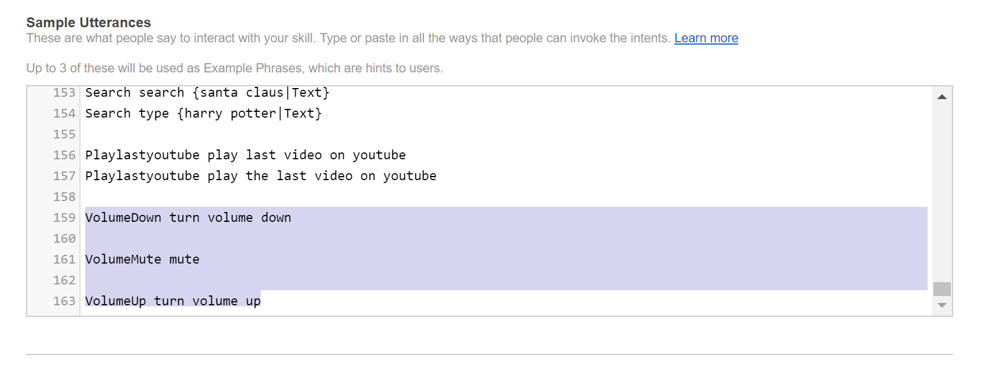 Sample Utterances
These are what people say to interact with your skill. Type or paste in all the ways that people can invoke the intents. Learn more
Up to 3 of these will be used as Example Phrases, which are hints to users.
153 Search search {santa claus|Text}
154 Search type {harry potter|Text}
155
156 Playlastyoutube play last video on youtube
157 Playlastyoutube play the last video on youtube
158
159 VolumeDown turn volume down
160
161 VolumeMute mute
162
163 VolumeUp turn volume up